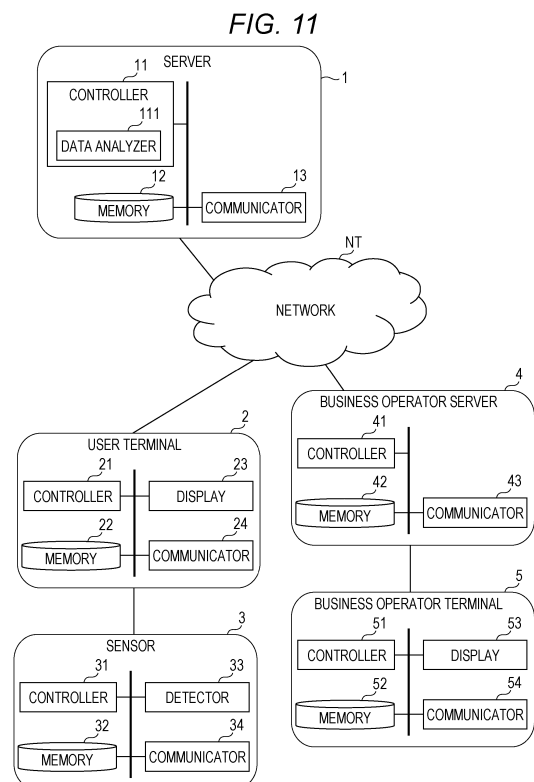 FIG. 11
SERVER
1
11
CONTROLLER
111
DATA ANALYZER
12
MEMORY
13
COMMUNICATOR
NT
NETWORK
2
USER TERMINAL
21
CONTROLLER
23
DISPLAY
22
MEMORY
24
COMMUNICATOR
3
SENSOR
31
CONTROLLER
33
DETECTOR
32
MEMORY
34
COMMUNICATOR
4
BUSINESS OPERATOR SERVER
41
CONTROLLER
42
MEMORY
43
COMMUNICATOR
5
BUSINESS OPERATOR TERMINAL
51
CONTROLLER
53
DISPLAY
52
MEMORY
54
COMMUNICATOR